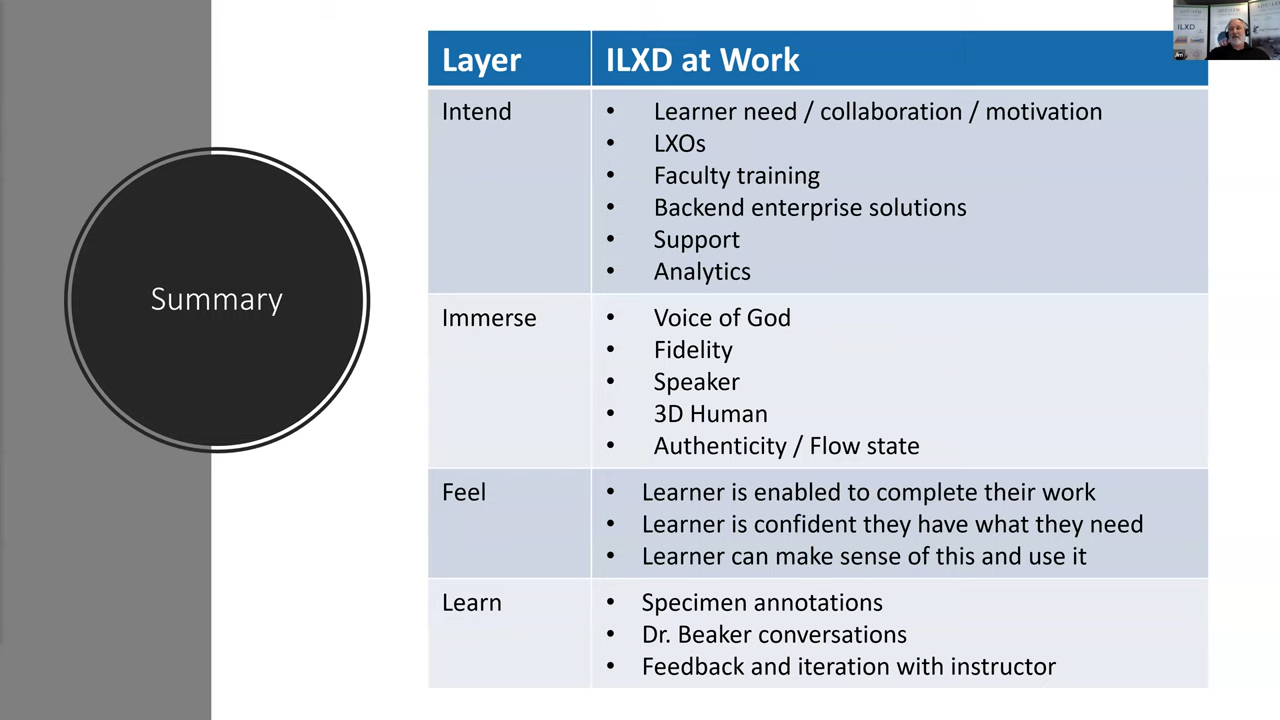 Summary
Layer
ILXD at Work
Intend
• Learner need / collaboration / motivation
• LXOs
• Faculty training
• Backend enterprise solutions
• Support
• Analytics
Immerse
• Voice of God
• Fidelity
• Speaker
• 3D Human
• Authenticity / Flow state
Feel
• Learner is enabled to complete their work
• Learner is confident they have what they need
• Learner can make sense of this and use it
Learn
• Specimen annotations
• Dr. Beaker conversations
• Feedback and iteration with instructor
ILXD
Jim